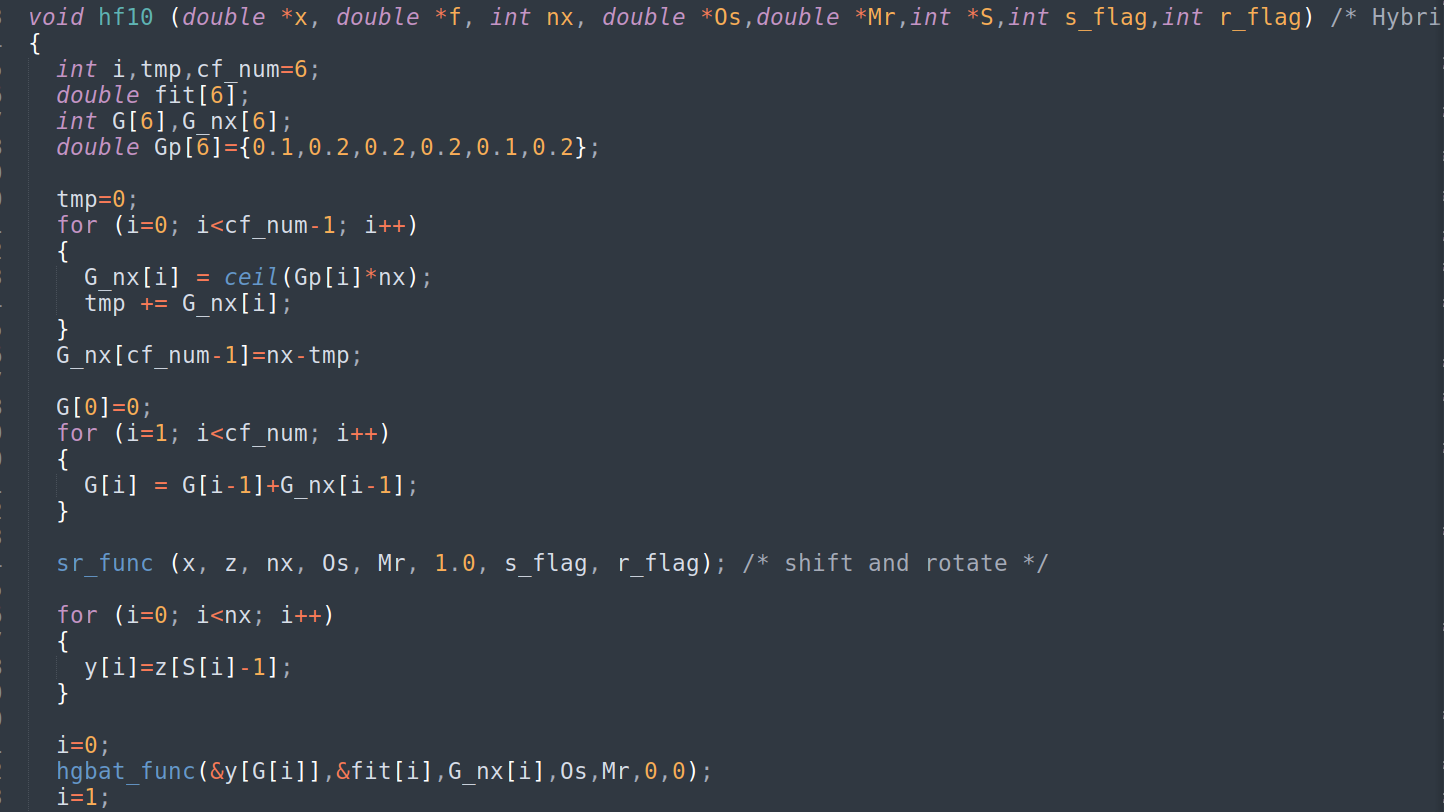 void hf10 (double *x, double *f, int nx, double *Os,double *Mr,int *S,int s_flag,int r_flag) /* Hybri
{
  int i,tmp,cf_num=6;
  double fit[6];
  int G[6],G_nx[6];
  double Gp[6]={0.1,0.2,0.2,0.2,0.1,0.2};
  tmp=0;
  for (i=0; i<cf_num-1; i++)
  {
    G_nx[i] = ceil(Gp[i]*nx);
    tmp += G_nx[i];
  }
  G_nx[cf_num-1]=nx-tmp;
  G[0]=0;
  for (i=1; i<cf_num; i++)
  {
    G[i] = G[i-1]+G_nx[i-1];
  }
  sr_func (x, z, nx, Os, Mr, 1.0, s_flag, r_flag); /* shift and rotate */
  for (i=0; i<nx; i++)
  {
    y[i]=z[S[i]-1];
  }
  i=0;
  hgbat_func(&y[G[i]],&fit[i],G_nx[i],Os,Mr,0,0);
  i=1;